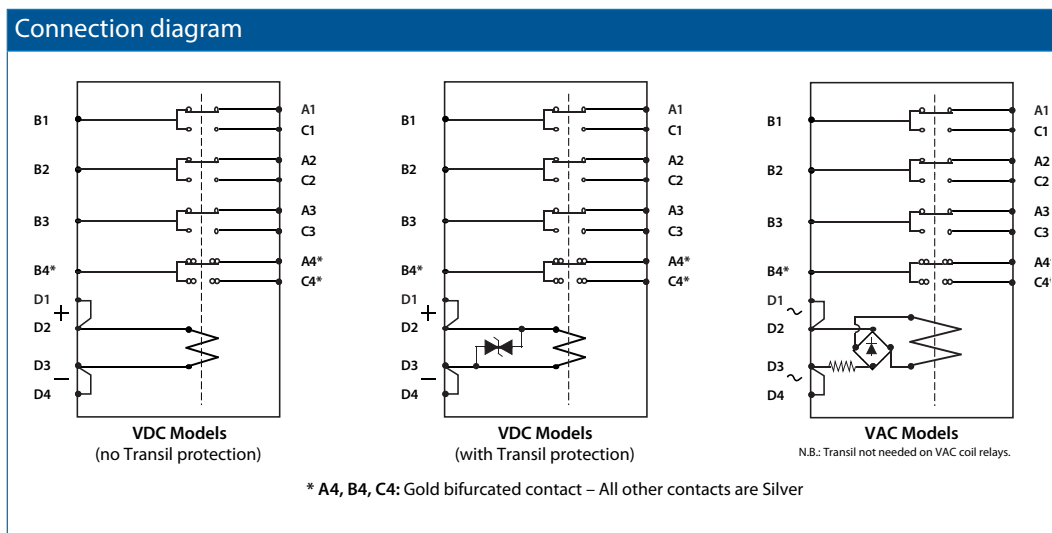 Connection diagram
B1
A1
C1
B2
A2
C2
B3
A3
C3
B4*
A4*
C4*
D1
+
D2
D3
−
D4
VDC Models
(no Transil protection)
B1
A1
C1
B2
A2
C2
B3
A3
C3
B4*
A4*
C4*
D1
+
D2
D3
−
D4
VDC Models
(with Transil protection)
B1
A1
C1
B2
A2
C2
B3
A3
C3
B4*
A4*
C4*
D1
~
D2
D3
~
D4
VAC Models
N.B.: Transil not needed on VAC coil relays.
* A4, B4, C4: Gold bifurcated contact – All other contacts are Silver